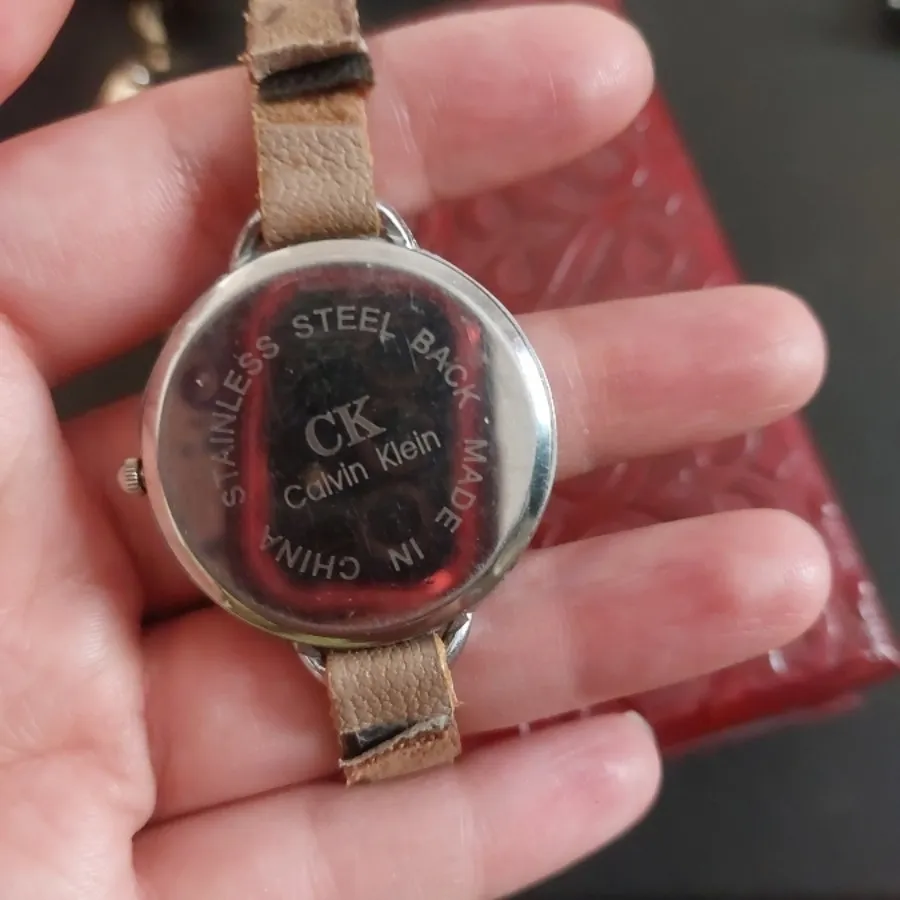 STAINLESS STEEL BACK · MADE IN CHINA
CK
Calvin Klein